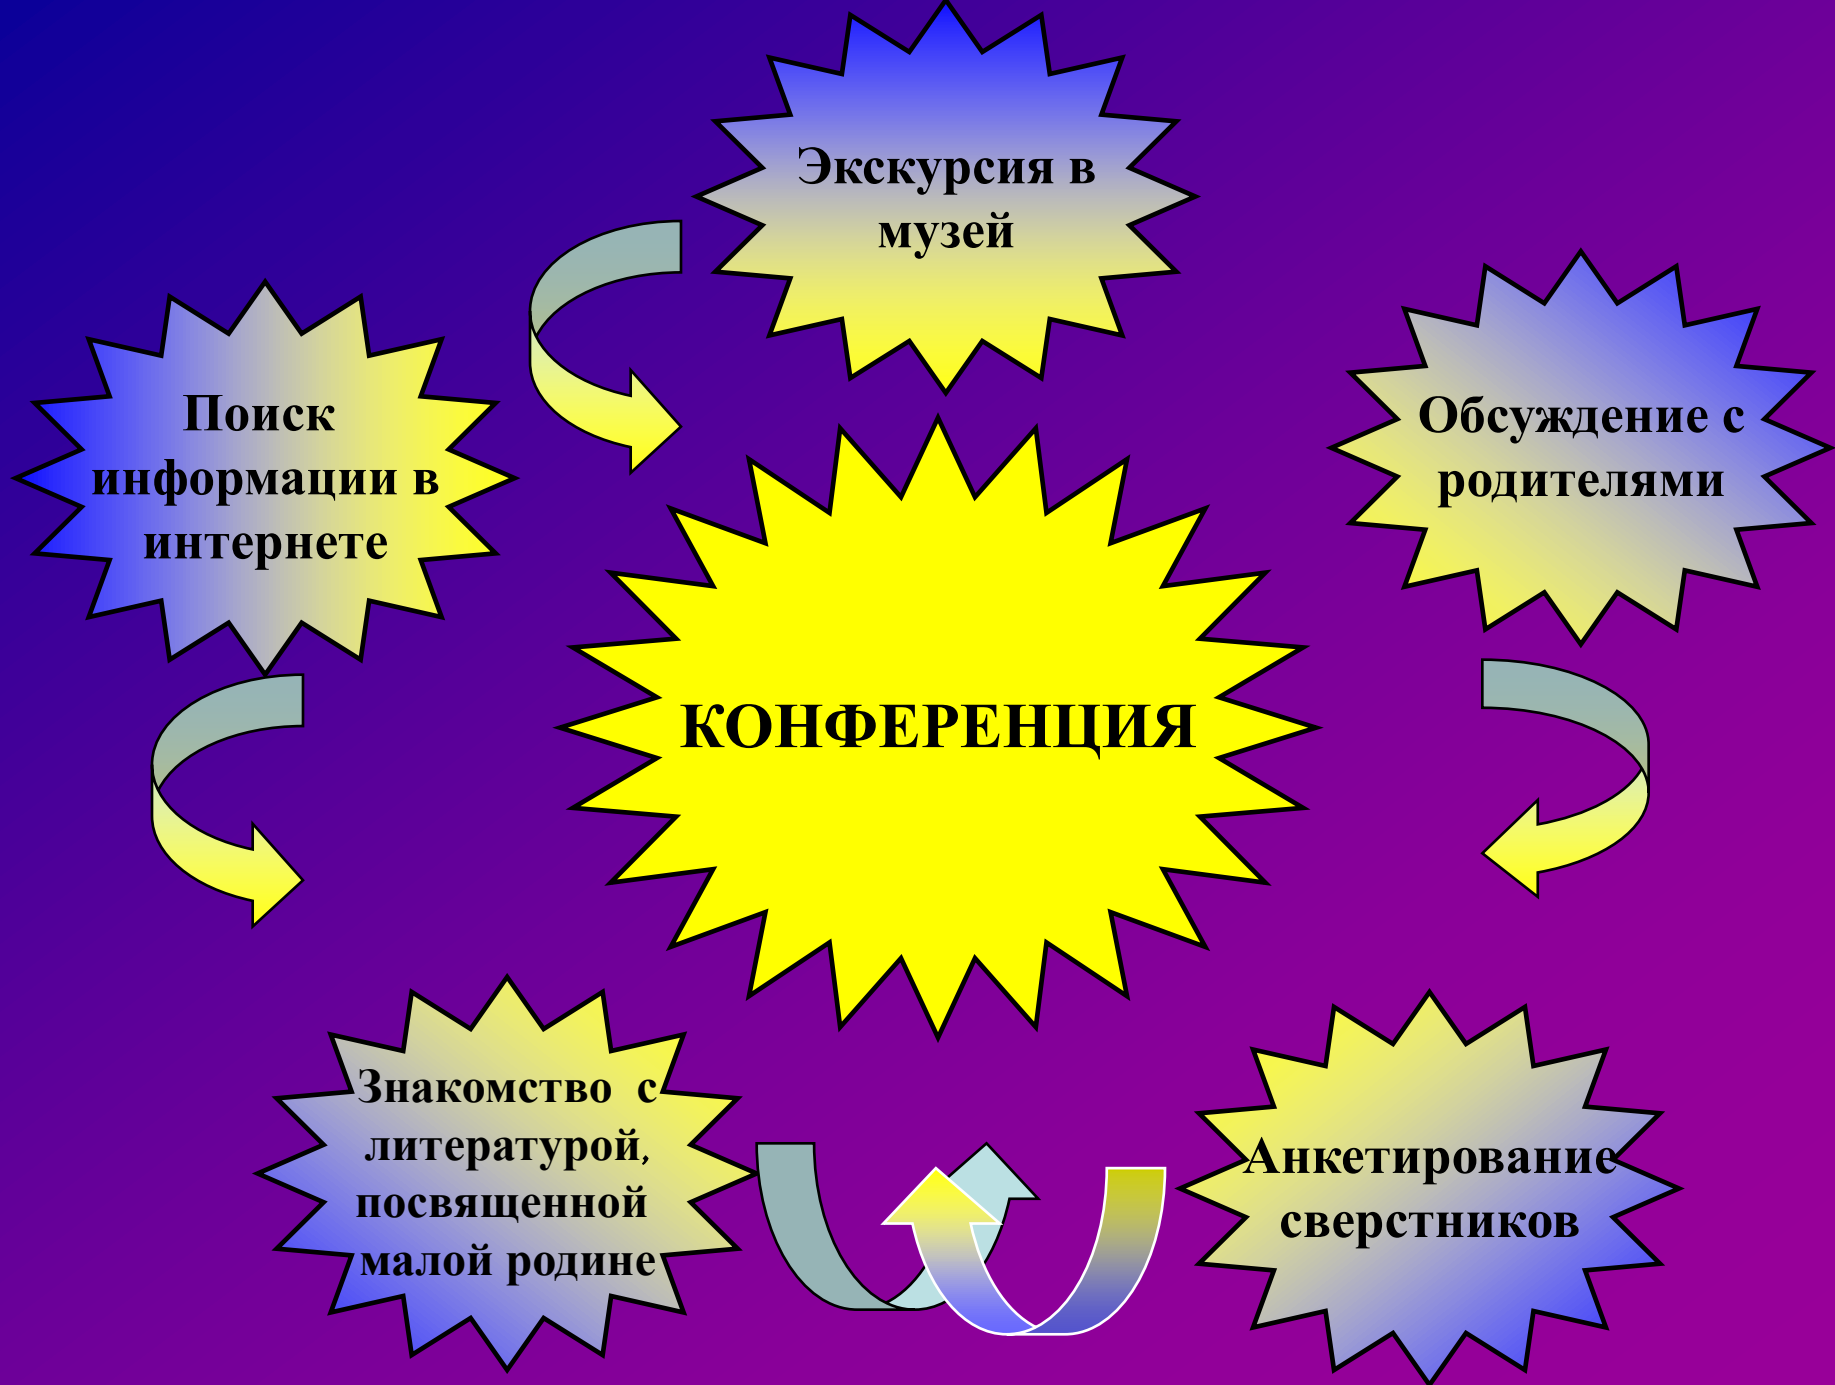 Экскурсия в
музей
Поиск
информации в
интернете
Обсуждение с
родителями
КОНФЕРЕНЦИЯ
Знакомство  с
литературой,
посвященной
малой родине
Анкетирование
сверстников